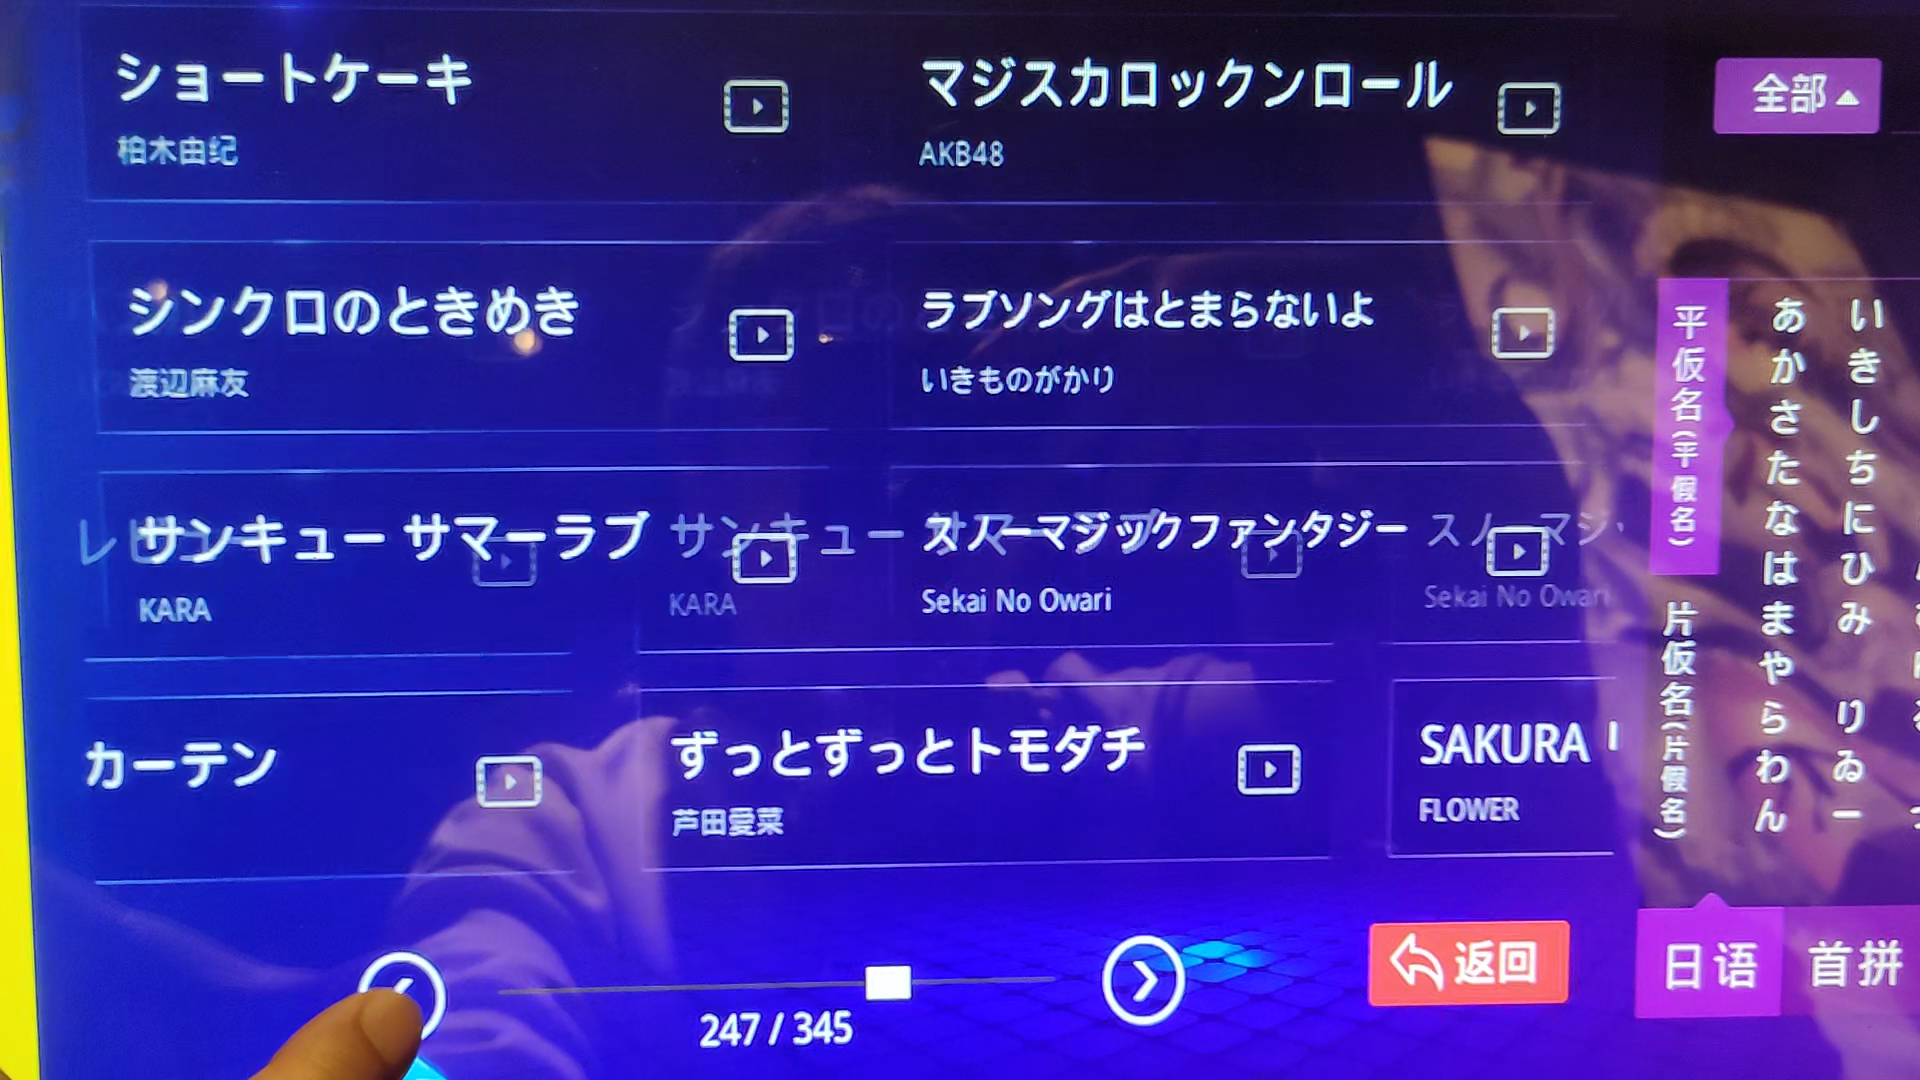 ショートケーキ
柏木由纪
マジスカロックンロール
AKB48
シンクロのときめき
渡辺麻友
ラブソングはとまらないよ
いきものがかり
サンキュー サマーラブ
KARA
サンキュー
KARA
スノーマジックファンタジー
Sekai No Owari
スノーマジ
Sekai No Owari
カーテン
ずっとずっとトモダチ
芦田愛菜
SAKURA
FLOWER
247 / 345
返回
全部
平仮名(平假名)
片仮名(片假名)
あかさたなはまやらわん
いきしちにひみ りゐー
日语
首拼